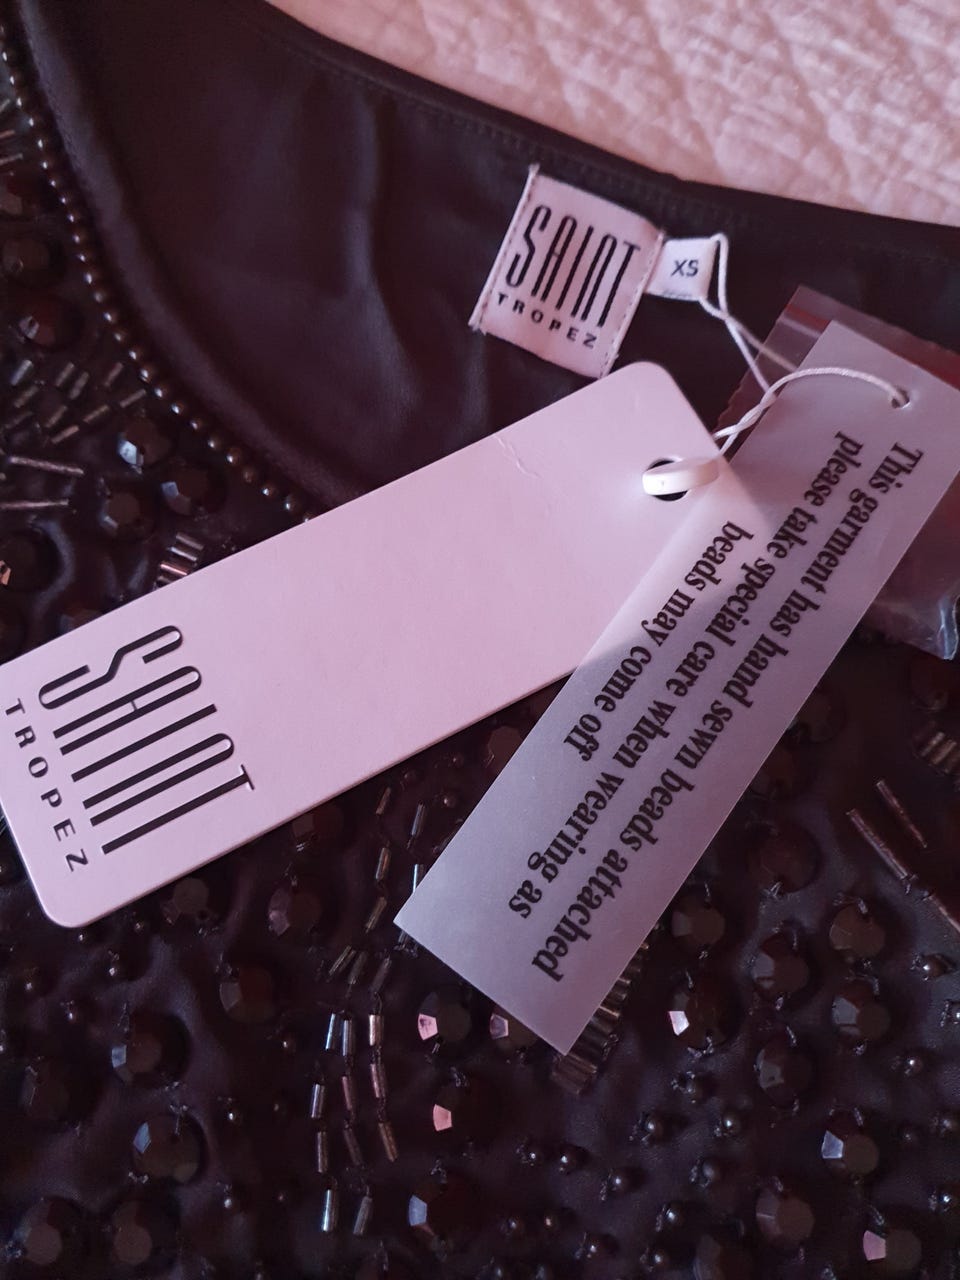 SAINT
TROPEZ
XS
SAINT
TROPEZ
This garment has hand sewn beads attached
please take special care when wearing as
beads may come off